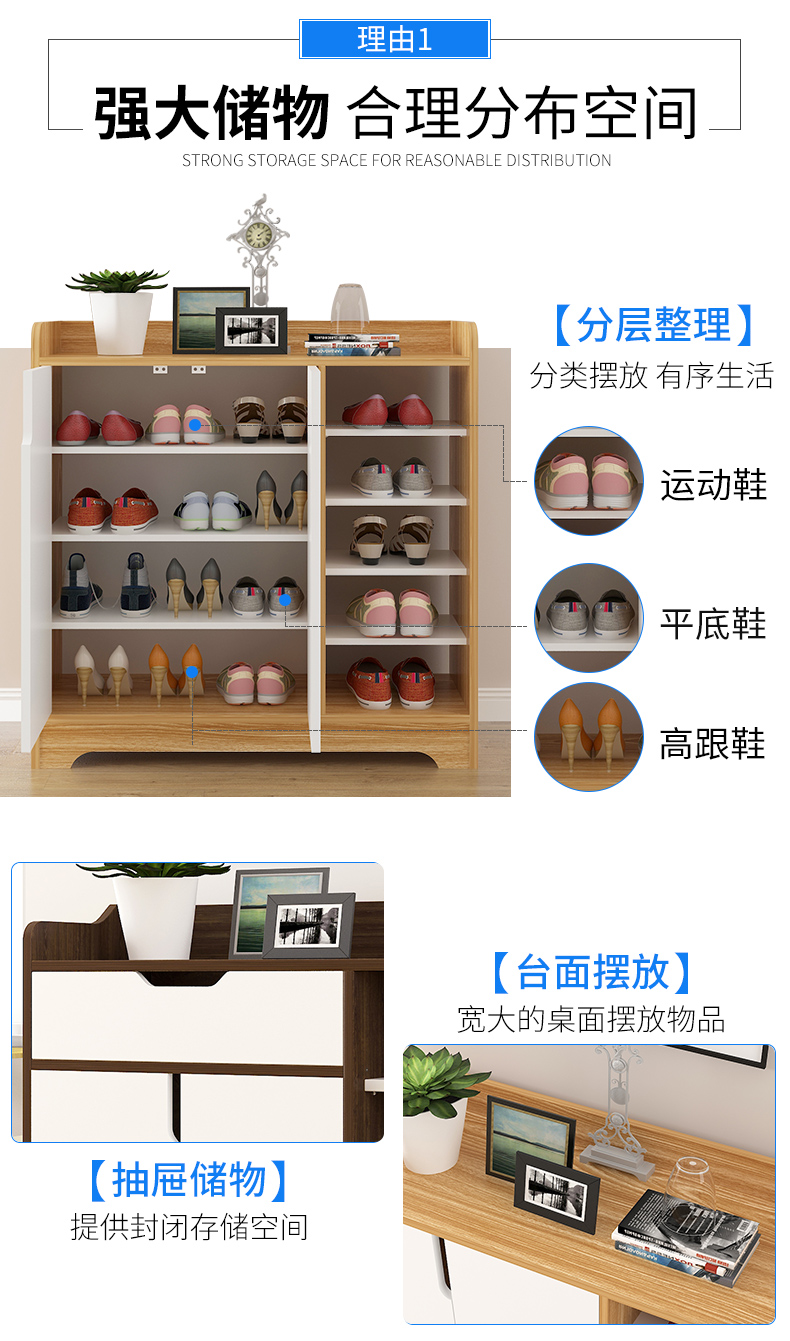 理由1
强大储物 合理分布空间
STRONG STORAGE SPACE FOR REASONABLE DISTRIBUTION
【分层整理】
分类摆放 有序生活
运动鞋
平底鞋
高跟鞋
【台面摆放】
宽大的桌面摆放物品
【抽屉储物】
提供封闭存储空间